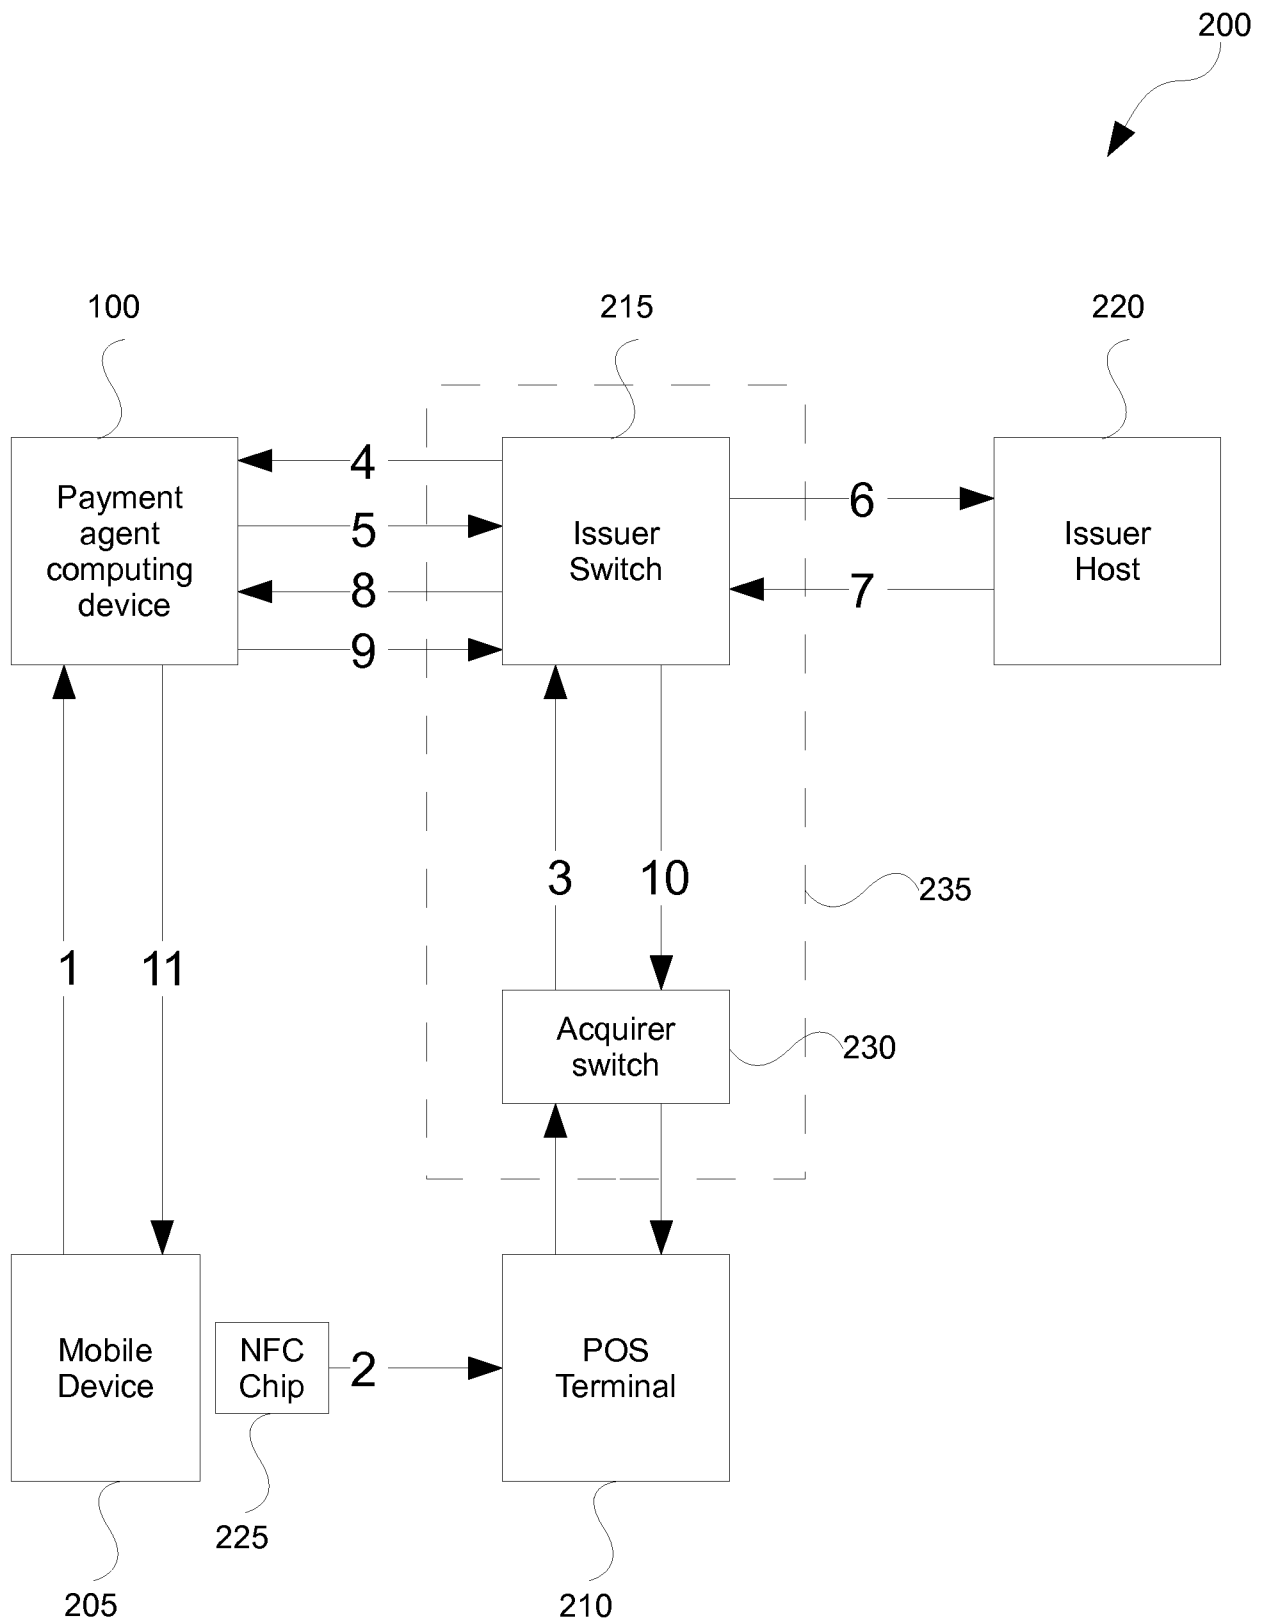 200
100
215
220
Payment
agent
computing
device
4
5
8
9
Issuer
Switch
6
7
Issuer
Host
3
10
235
1
11
Acquirer
switch
230
Mobile
Device
NFC
Chip
2
POS
Terminal
225
205
210